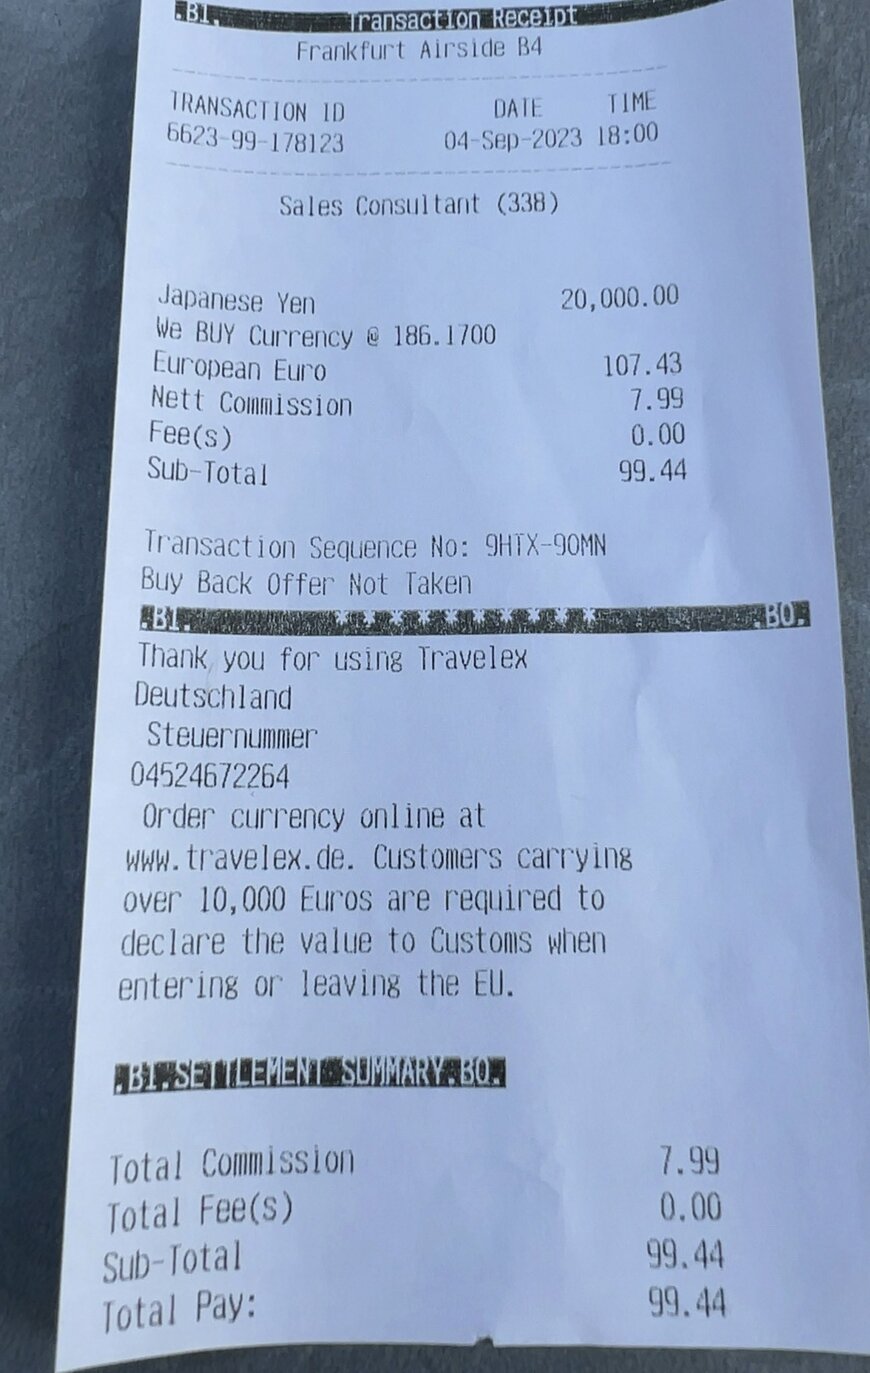 .B1. Transaction Receipt
Frankfurt Airside B4
TRANSACTION ID DATE TIME
6623-99-178123 04-Sep-2023 18:00
Sales Consultant (338)
Japanese Yen 20,000.00
We BUY Currency @ 186.1700
European Euro 107.43
Nett Commission 7.99
Fee(s) 0.00
Sub-Total 99.44
Transaction Sequence No: 9HTX-90MN
Buy Back Offer Not Taken
.B1. ************** .B0.
Thank you for using Travelex
Deutschland
Steuernummer
04524672264
Order currency online at
www.travelex.de. Customers carrying
over 10,000 Euros are required to
declare the value to Customs when
entering or leaving the EU.
.B1.SETTLEMENT SUMMARY.B0.
Total Commission 7.99
Total Fee(s) 0.00
Sub-Total 99.44
Total Pay: 99.44